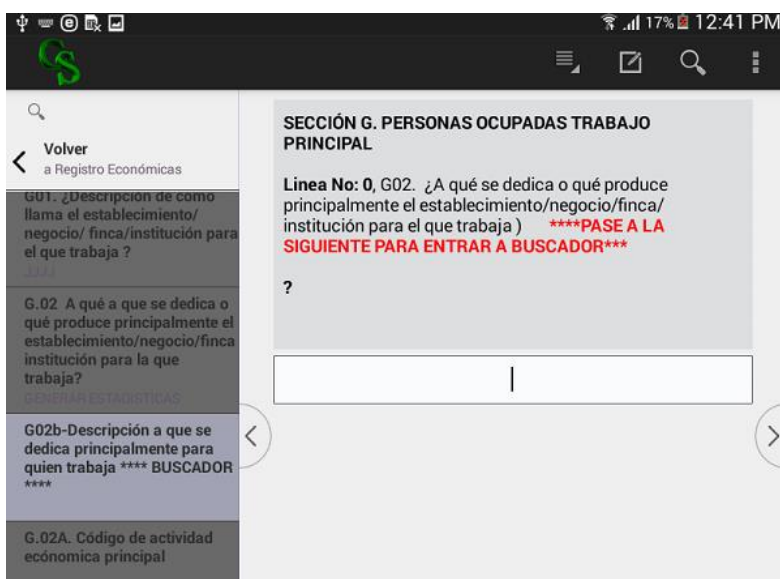 17% 12:41 PM
CS
SECCIÓN G. PERSONAS OCUPADAS TRABAJO
PRINCIPAL
Linea No: 0, G02. ¿A qué se dedica o qué produce
principalmente el establecimiento/negocio/finca/
institución para el que trabaja ) ****PASE A LA
SIGUIENTE PARA ENTRAR A BUSCADOR***
?
Volver
a Registro Económicas
G01. ¿Descripción de como
llama el establecimiento/
negocio/ finca/institución para
el que trabaja ?
JJJJ
G.02 A qué a que se dedica o
qué produce principalmente el
establecimiento/negocio/finca
institución para la que
trabaja?
GENERAR ESTADISTICAS
G02b-Descripción a que se
dedica principalmente para
quien trabaja **** BUSCADOR
****
G.02A. Código de actividad
ecónomica principal